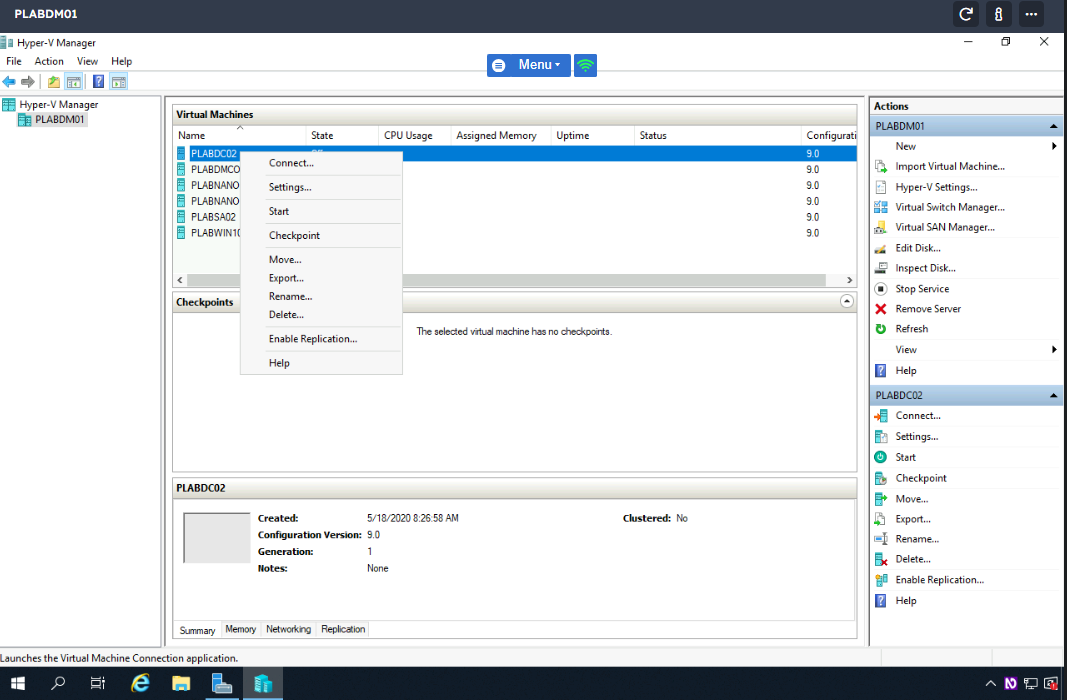 PLABDM01
Hyper-V Manager
File Action View Help
Menu
Hyper-V Manager
PLABDM01
Virtual Machines
Name State CPU Usage Assigned Memory Uptime Status Configurati
PLABDC02 9.0
PLABDMCO 9.0
PLABNANO 9.0
PLABNANO 9.0
PLABSA02 9.0
PLABWIN10 9.0
Connect...
Settings...
Start
Checkpoint
Move...
Export...
Rename...
Delete...
Enable Replication...
Help
Checkpoints
The selected virtual machine has no checkpoints.
PLABDC02
Created: 5/18/2020 8:26:58 AM Clustered: No
Configuration Version: 9.0
Generation: 1
Notes: None
Summary Memory Networking Replication
Actions
PLABDM01
New
Import Virtual Machine...
Hyper-V Settings...
Virtual Switch Manager...
Virtual SAN Manager...
Edit Disk...
Inspect Disk...
Stop Service
Remove Server
Refresh
View
Help
PLABDC02
Connect...
Settings...
Start
Checkpoint
Move...
Export...
Rename...
Delete...
Enable Replication...
Help
Launches the Virtual Machine Connection application.